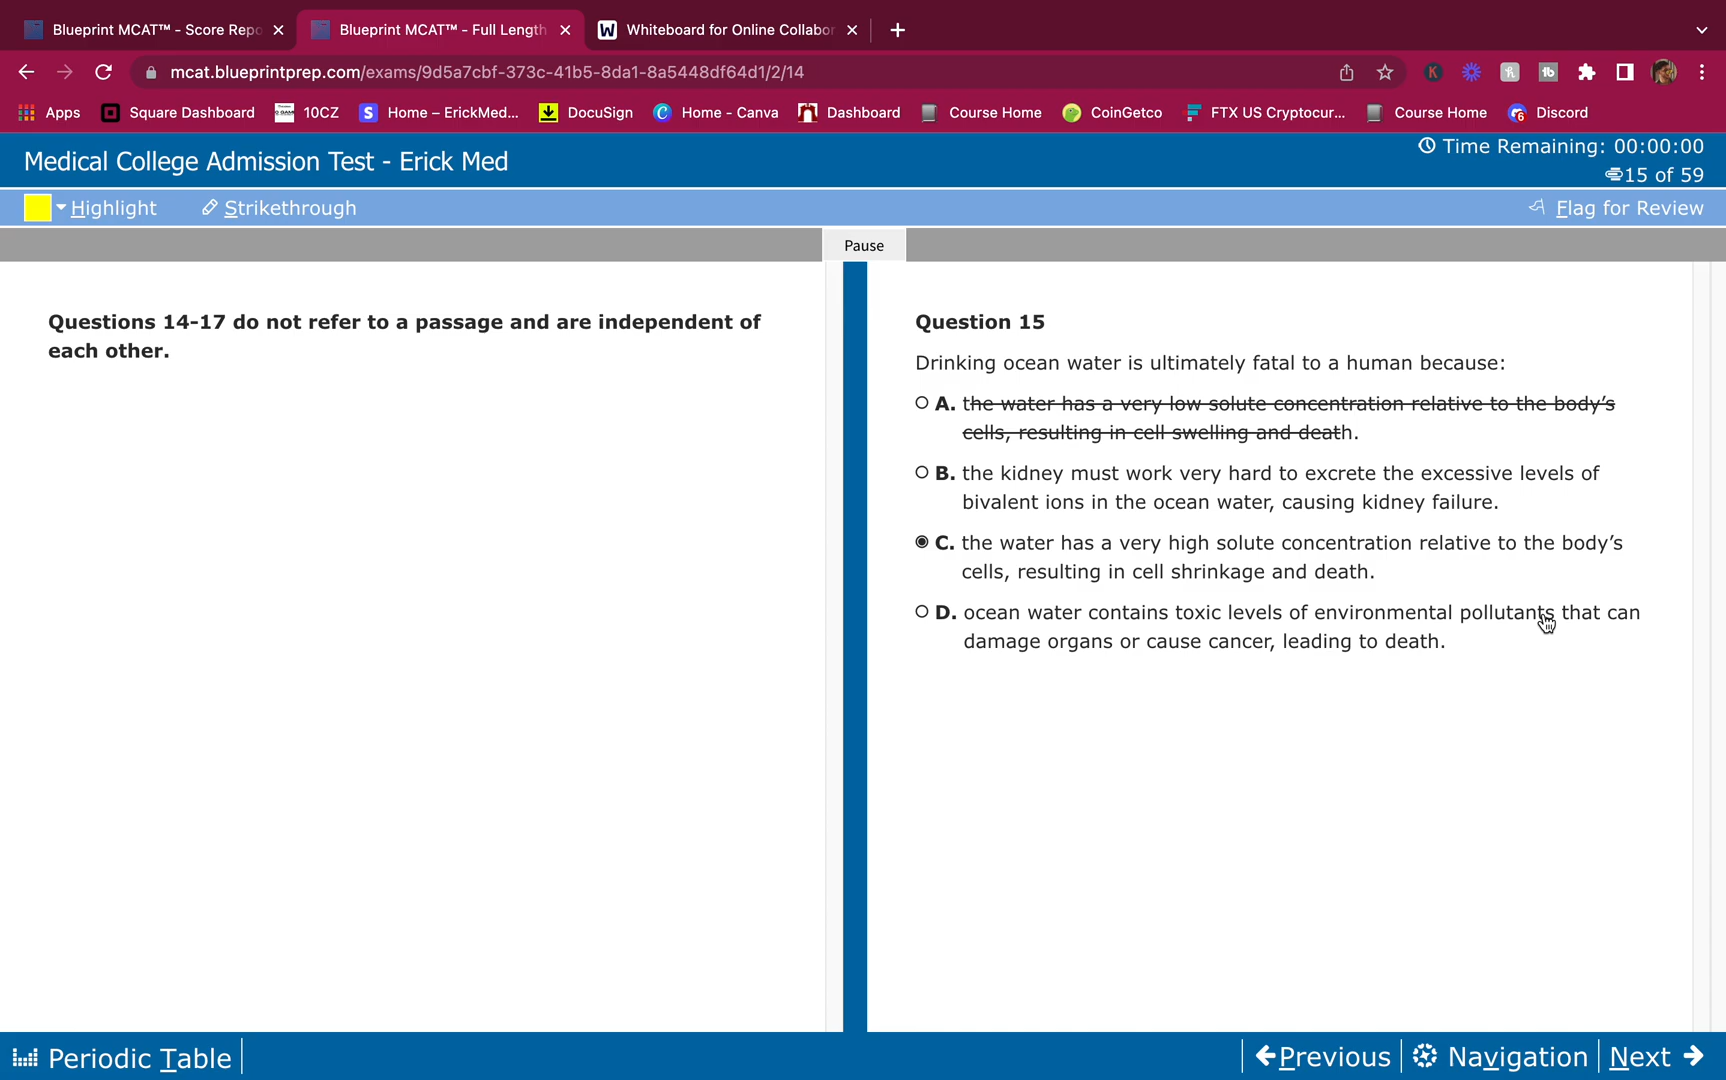 Blueprint MCAT™ - Score Repo
Blueprint MCAT™ - Full Length
Whiteboard for Online Collabor
mcat.blueprintprep.com/exams/9d5a7cbf-373c-41b5-8da1-8a5448df64d1/2/14
Apps
Square Dashboard
10CZ
Home – ErickMed...
DocuSign
Home - Canva
Dashboard
Course Home
CoinGetco
FTX US Cryptocur...
Course Home
Discord
Medical College Admission Test - Erick Med
Time Remaining: 00:00:00
15 of 59
Highlight
Strikethrough
Flag for Review
Pause
Questions 14-17 do not refer to a passage and are independent of
each other.
Question 15
Drinking ocean water is ultimately fatal to a human because:
A. the water has a very low solute concentration relative to the body’s
cells, resulting in cell swelling and death.
B. the kidney must work very hard to excrete the excessive levels of
bivalent ions in the ocean water, causing kidney failure.
C. the water has a very high solute concentration relative to the body’s
cells, resulting in cell shrinkage and death.
D. ocean water contains toxic levels of environmental pollutants that can
damage organs or cause cancer, leading to death.
Periodic Table
Previous
Navigation
Next